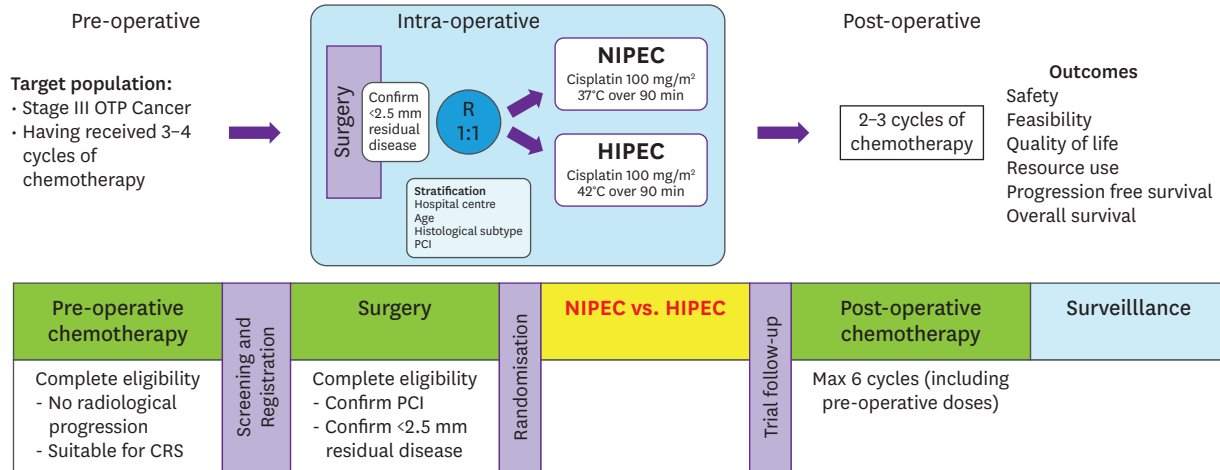 Pre-operative
Intra-operative
Post-operative
Target population:
· Stage III OTP Cancer
· Having received 3–4
cycles of
chemotherapy
Surgery
Confirm
<2.5 mm
residual
disease
R
1:1
NIPEC
Cisplatin 100 mg/m²
37°C over 90 min
HIPEC
Cisplatin 100 mg/m²
42°C over 90 min
Stratification
Hospital centre
Age
Histological subtype
PCI
2–3 cycles of
chemotherapy
Outcomes
Safety
Feasibility
Quality of life
Resource use
Progression free survival
Overall survival
Pre-operative
chemotherapy
Complete eligibility
- No radiological
progression
- Suitable for CRS
Screening and
Registration
Surgery
Complete eligibility
- Confirm PCI
- Confirm <2.5 mm
residual disease
Randomisation
NIPEC vs. HIPEC
Trial follow-up
Post-operative
chemotherapy
Max 6 cycles (including
pre-operative doses)
Surveilllance